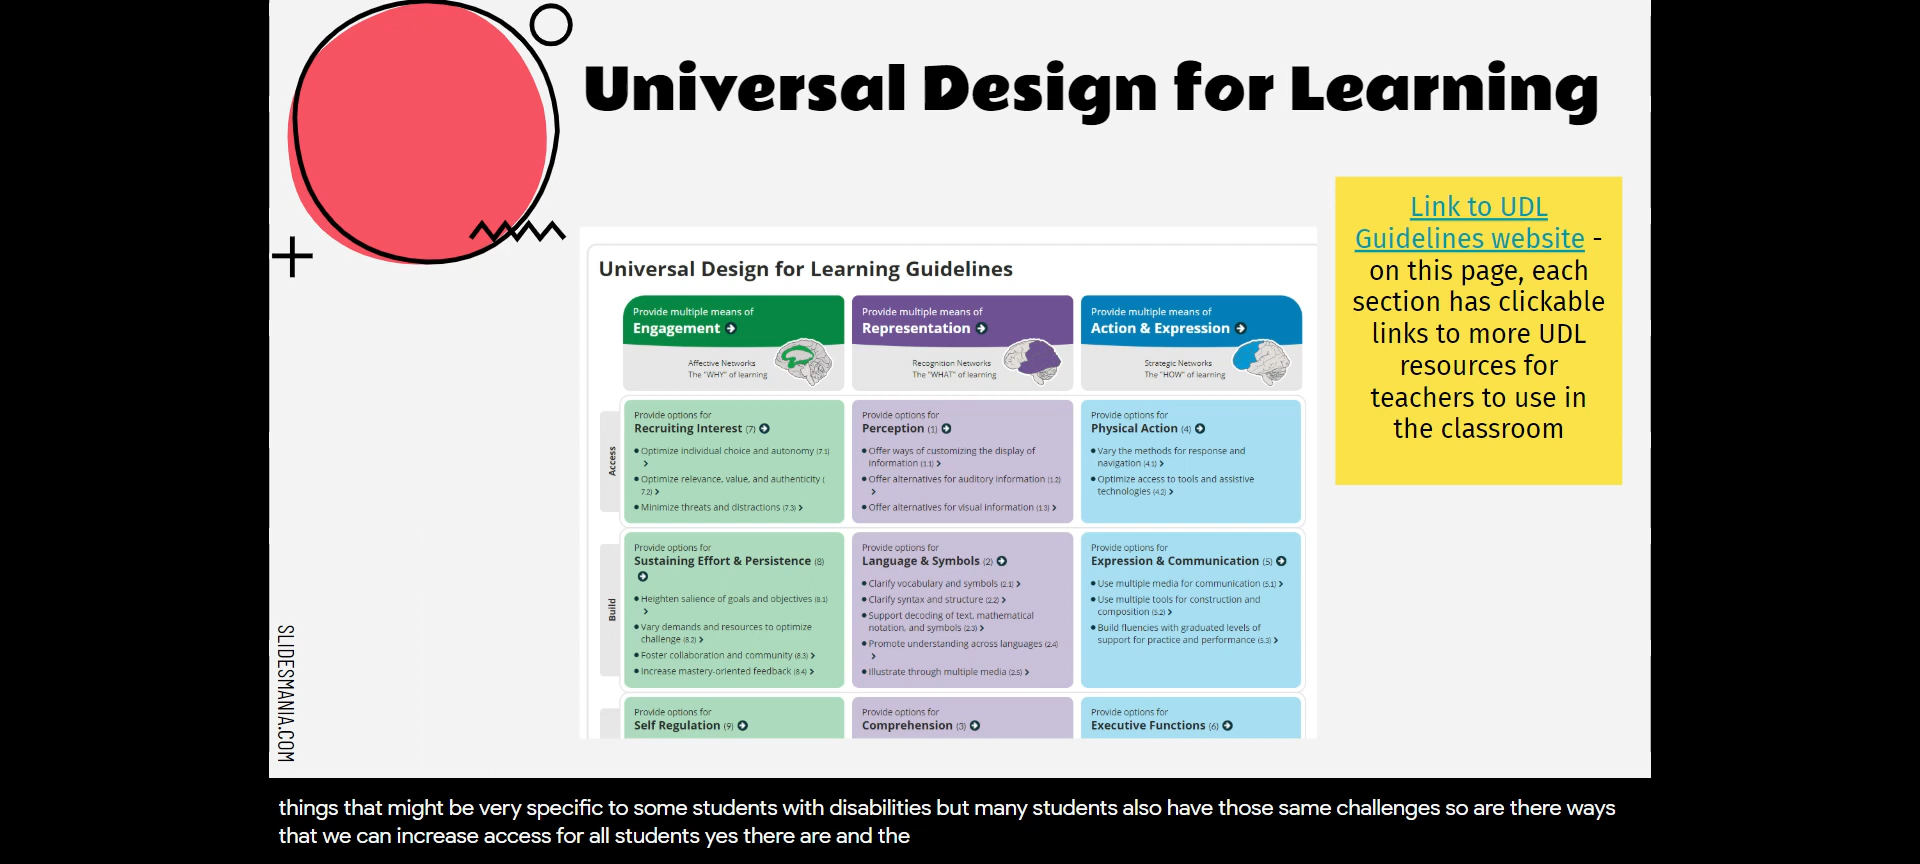 Universal Design for Learning
Link to UDL
Guidelines website -
on this page, each
section has clickable
links to more UDL
resources for
teachers to use in
the classroom
Universal Design for Learning Guidelines
Provide multiple means of
Engagement
Affective Networks
The "WHY" of learning
Provide multiple means of
Representation
Recognition Networks
The "WHAT" of learning
Provide multiple means of
Action & Expression
Strategic Networks
The "HOW" of learning
Access
Provide options for
Recruiting Interest (7)
• Optimize individual choice and autonomy (7.1)
• Optimize relevance, value, and authenticity (
7.2)
• Minimize threats and distractions (7.3)
Provide options for
Perception (1)
• Offer ways of customizing the display of
information (1.1)
• Offer alternatives for auditory information (1.2)
• Offer alternatives for visual information (1.3)
Provide options for
Physical Action (4)
• Vary the methods for response and
navigation (4.1)
• Optimize access to tools and assistive
technologies (4.2)
Build
Provide options for
Sustaining Effort & Persistence (8)
• Heighten salience of goals and objectives (8.1)
• Vary demands and resources to optimize
challenge (8.2)
• Foster collaboration and community (8.3)
• Increase mastery-oriented feedback (8.4)
Provide options for
Language & Symbols (2)
• Clarify vocabulary and symbols (2.1)
• Clarify syntax and structure (2.2)
• Support decoding of text, mathematical
notation, and symbols (2.3)
• Promote understanding across languages (2.4)
• Illustrate through multiple media (2.5)
Provide options for
Expression & Communication (5)
• Use multiple media for communication (5.1)
• Use multiple tools for construction and
composition (5.2)
• Build fluencies with graduated levels of
support for practice and performance (5.3)
Provide options for
Self Regulation (9)
Provide options for
Comprehension (3)
Provide options for
Executive Functions (6)
SLIDESMANIA.COM
things that might be very specific to some students with disabilities but many students also have those same challenges so are there ways
that we can increase access for all students yes there are and the